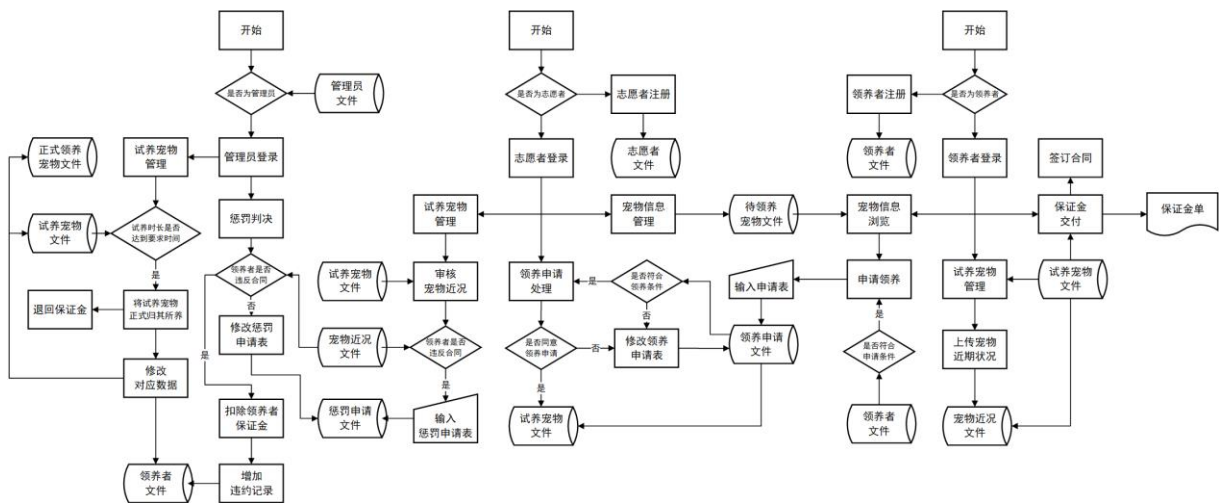 开始
是否为管理员
管理员
文件
正式领养
宠物文件
试养宠物
管理
管理员登录
试养宠物
文件
试养时长是否
达到要求时间
惩罚判决
是
领养者是否
违反合同
否
退回保证金
将试养宠物
正式归其所养
修改惩罚
申请表
是
修改
对应数据
扣除领养者
保证金
领养者
文件
增加
违约记录
开始
是否为志愿者
志愿者注册
志愿者登录
志愿者
文件
试养宠物
管理
宠物信息
管理
试养宠物
文件
审核
宠物近况
宠物近况
文件
领养者是否
违反合同
是
惩罚申请
文件
输入
惩罚申请表
领养申请
处理
是
是否符合
领养条件
否
是否同意
领养申请
否
修改领养
申请表
是
试养宠物
文件
开始
领养者注册
是否为领养者
领养者
文件
领养者登录
签订合同
待领养
宠物文件
宠物信息
浏览
保证金
交付
保证金单
输入申请表
申请领养
试养宠物
管理
试养宠物
文件
是
领养申请
文件
是否符合
申请条件
上传宠物
近期状况
领养者
文件
宠物近况
文件